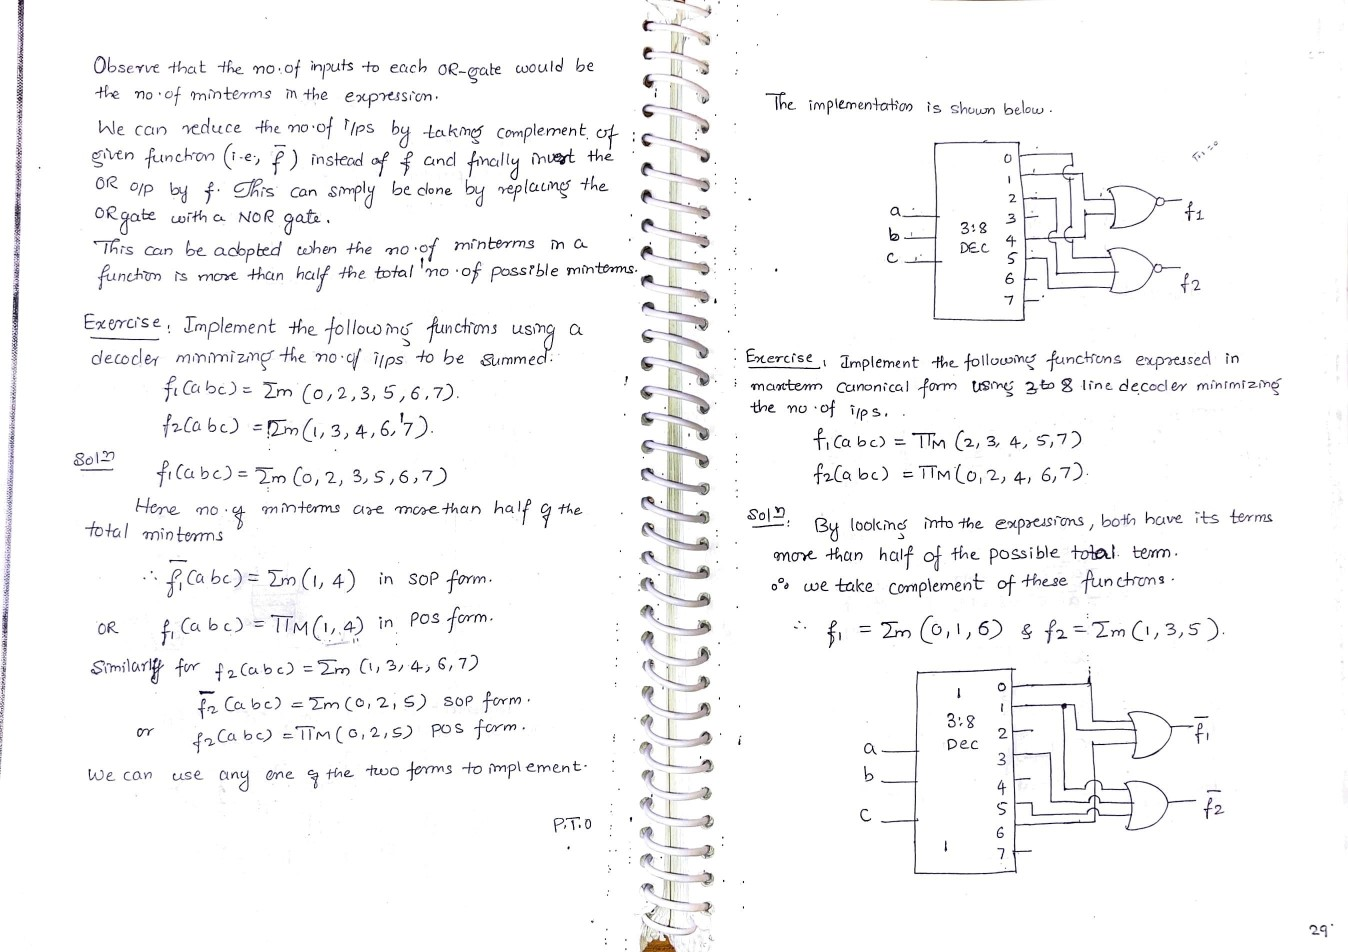 Observe that the no. of inputs to each OR-gate would be
the no. of minterms in the expression.
We can reduce the no. of i/ps by taking complement of
given function (i.e, f̅) instead of f and finally invert the
OR o/p by f. This can simply be done by replacing the
OR gate with a NOR gate.
This can be adopted when the no. of minterms in a
function is more than half the total no. of possible minterms.
Exercise, Implement the following functions using a
decoder minimizing the no. of i/ps to be summed.
f1(abc) = Σm (0,2,3,5,6,7).
f2(abc) = Σm(1,3,4,6,7).
Soln
f1(abc) = Σm (0,2,3,5,6,7)
Here no. of minterms are more than half of the
total minterms
∴ f̅1(abc) = Σm(1,4) in SOP form.
OR f1(abc) = ΠM(1,4) in POS form.
Similarly for f2(abc) = Σm (1,3,4,6,7)
f̅2(abc) = Σm(0,2,5) SOP form.
or f2(abc) = ΠM(0,2,5) POS form.
We can use any one of the two forms to implement.
P.T.O
The implementation is shown below.
0
1
2
3
4
5
6
7
a
b
c
3:8
DEC
f1
f2
Exercise, Implement the following functions expressed in
maxterm canonical form using 3 to 8 line decoder minimizing
the no. of i/ps.
f1(abc) = ΠM (2,3,4,5,7)
f2(abc) = ΠM(0,2,4,6,7).
Soln. By looking into the expressions, both have its terms
more than half of the possible total term.
∴ we take complement of these functions.
∴ f1 = Σm (0,1,6) & f2 = Σm(1,3,5).
0
1
2
3
4
5
6
7
3:8
Dec
a
b
c
f̅1
f̅2
29